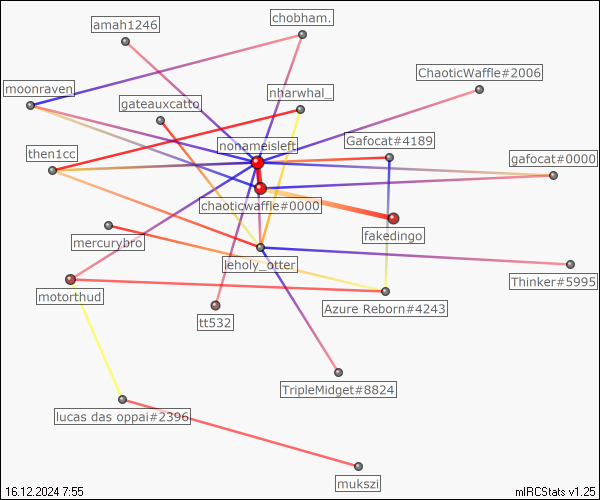 chobham.
amah1246
ChaoticWaffle#2006
moonraven
nharwhal_
gateauxcatto
nonameisleft
Gafocat#4189
then1cc
gafocat#0000
chaoticwaffle#0000
mercurybro
fakedingo
leholy_otter
Thinker#5995
motorthud
Azure Reborn#4243
tt532
TripleMidget#8824
lucas das oppai#2396
mukszi
16.12.2024 7:55
mIRCStats v1.25